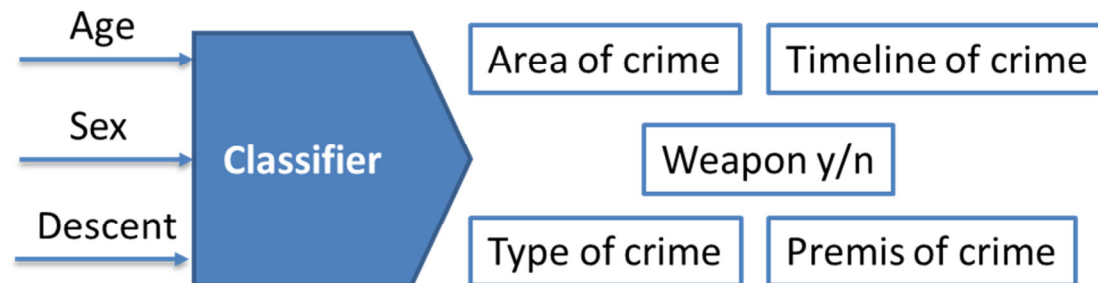 Age
Sex
Descent
Classifier
Area of crime
Timeline of crime
Weapon y/n
Type of crime
Premis of crime